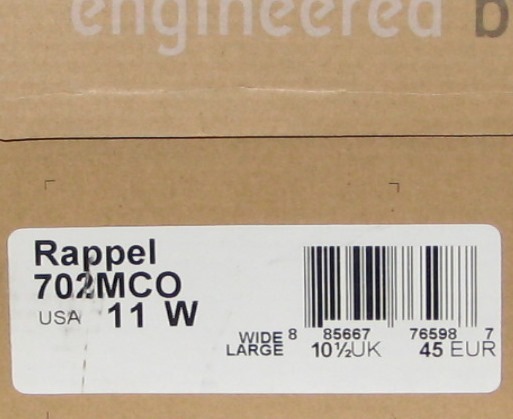 engineered b
Rappel
702MCO
USA 11 W
WIDE
LARGE
8 85667 76598 7
10½UK 45 EUR